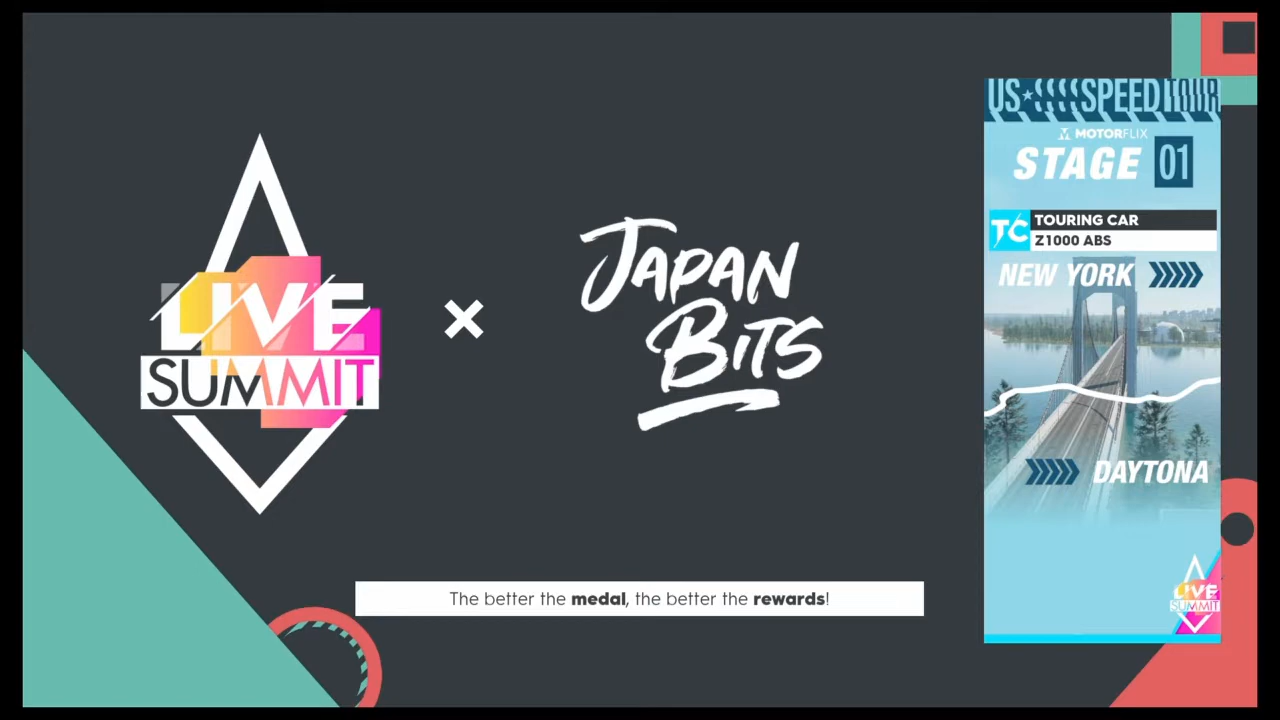 LIVE
SUMMIT
×
JAPAN
BITS
The better the medal, the better the rewards!
US SPEED TOUR
MOTORFLIX
STAGE 01
TC
TOURING CAR
Z1000 ABS
NEW YORK
DAYTONA
LIVE
SUMMIT